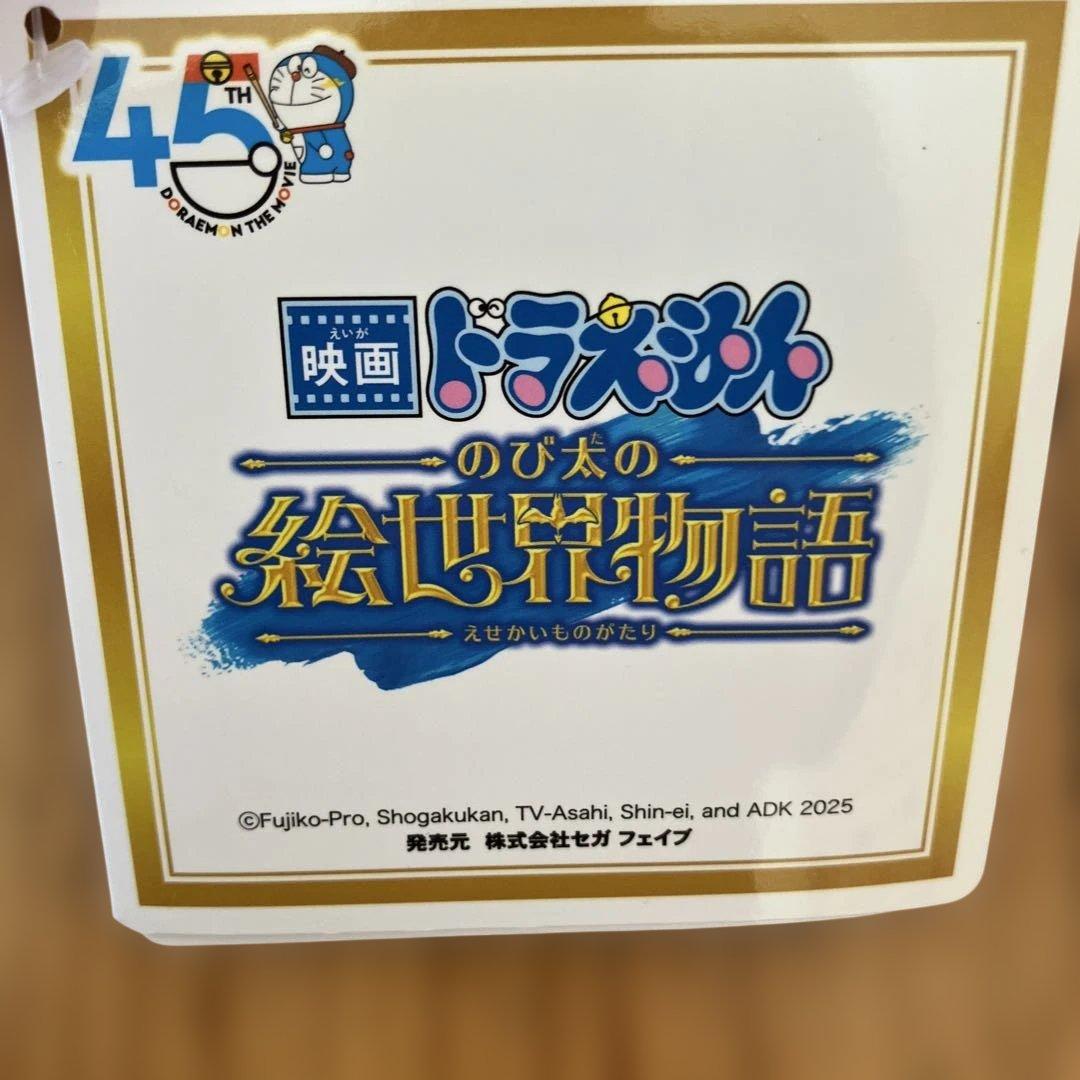 45TH
DORAEMON THE MOVIE
えいが
映画 ドラえもん
た
のび太の
絵世界物語
えせかいものがたり
©Fujiko-Pro, Shogakukan, TV-Asahi, Shin-ei, and ADK 2025
発売元 株式会社セガ フェイブ